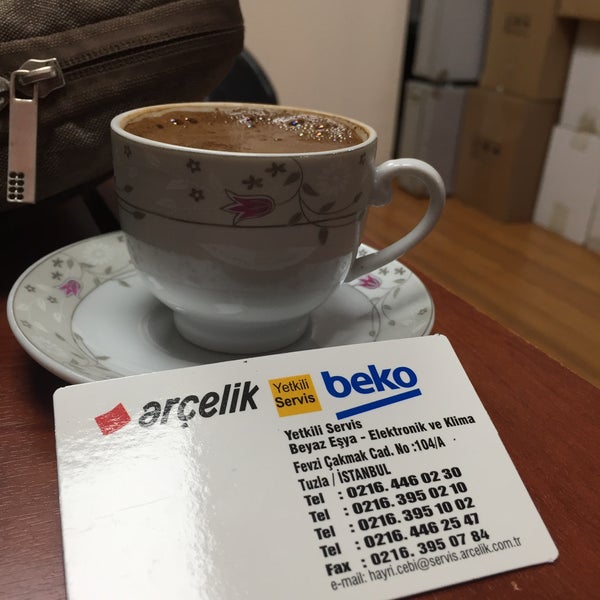 arçelik
Yetkili
Servis
beko
Yetkili Servis
Beyaz Eşya - Elektronik ve Klima
Fevzi Çakmak Cad. No :104/A
Tuzla / İSTANBUL
Tel : 0216. 446 02 30
Tel : 0216. 395 02 10
Tel : 0216. 395 10 02
Tel : 0216. 446 25 47
Fax : 0216. 395 07 84
e-mail: hayri.cebi@servis.arcelik.com.tr